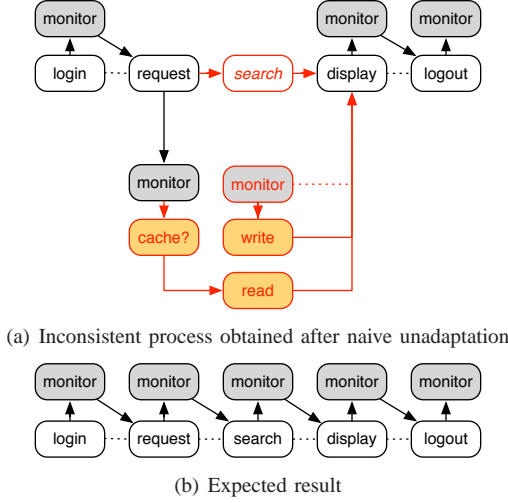 monitor monitor monitor
login request search display logout
monitor monitor
cache? write
read
(a) Inconsistent process obtained after naive unadaptation
monitor monitor monitor monitor monitor
login request search display logout
(b) Expected result